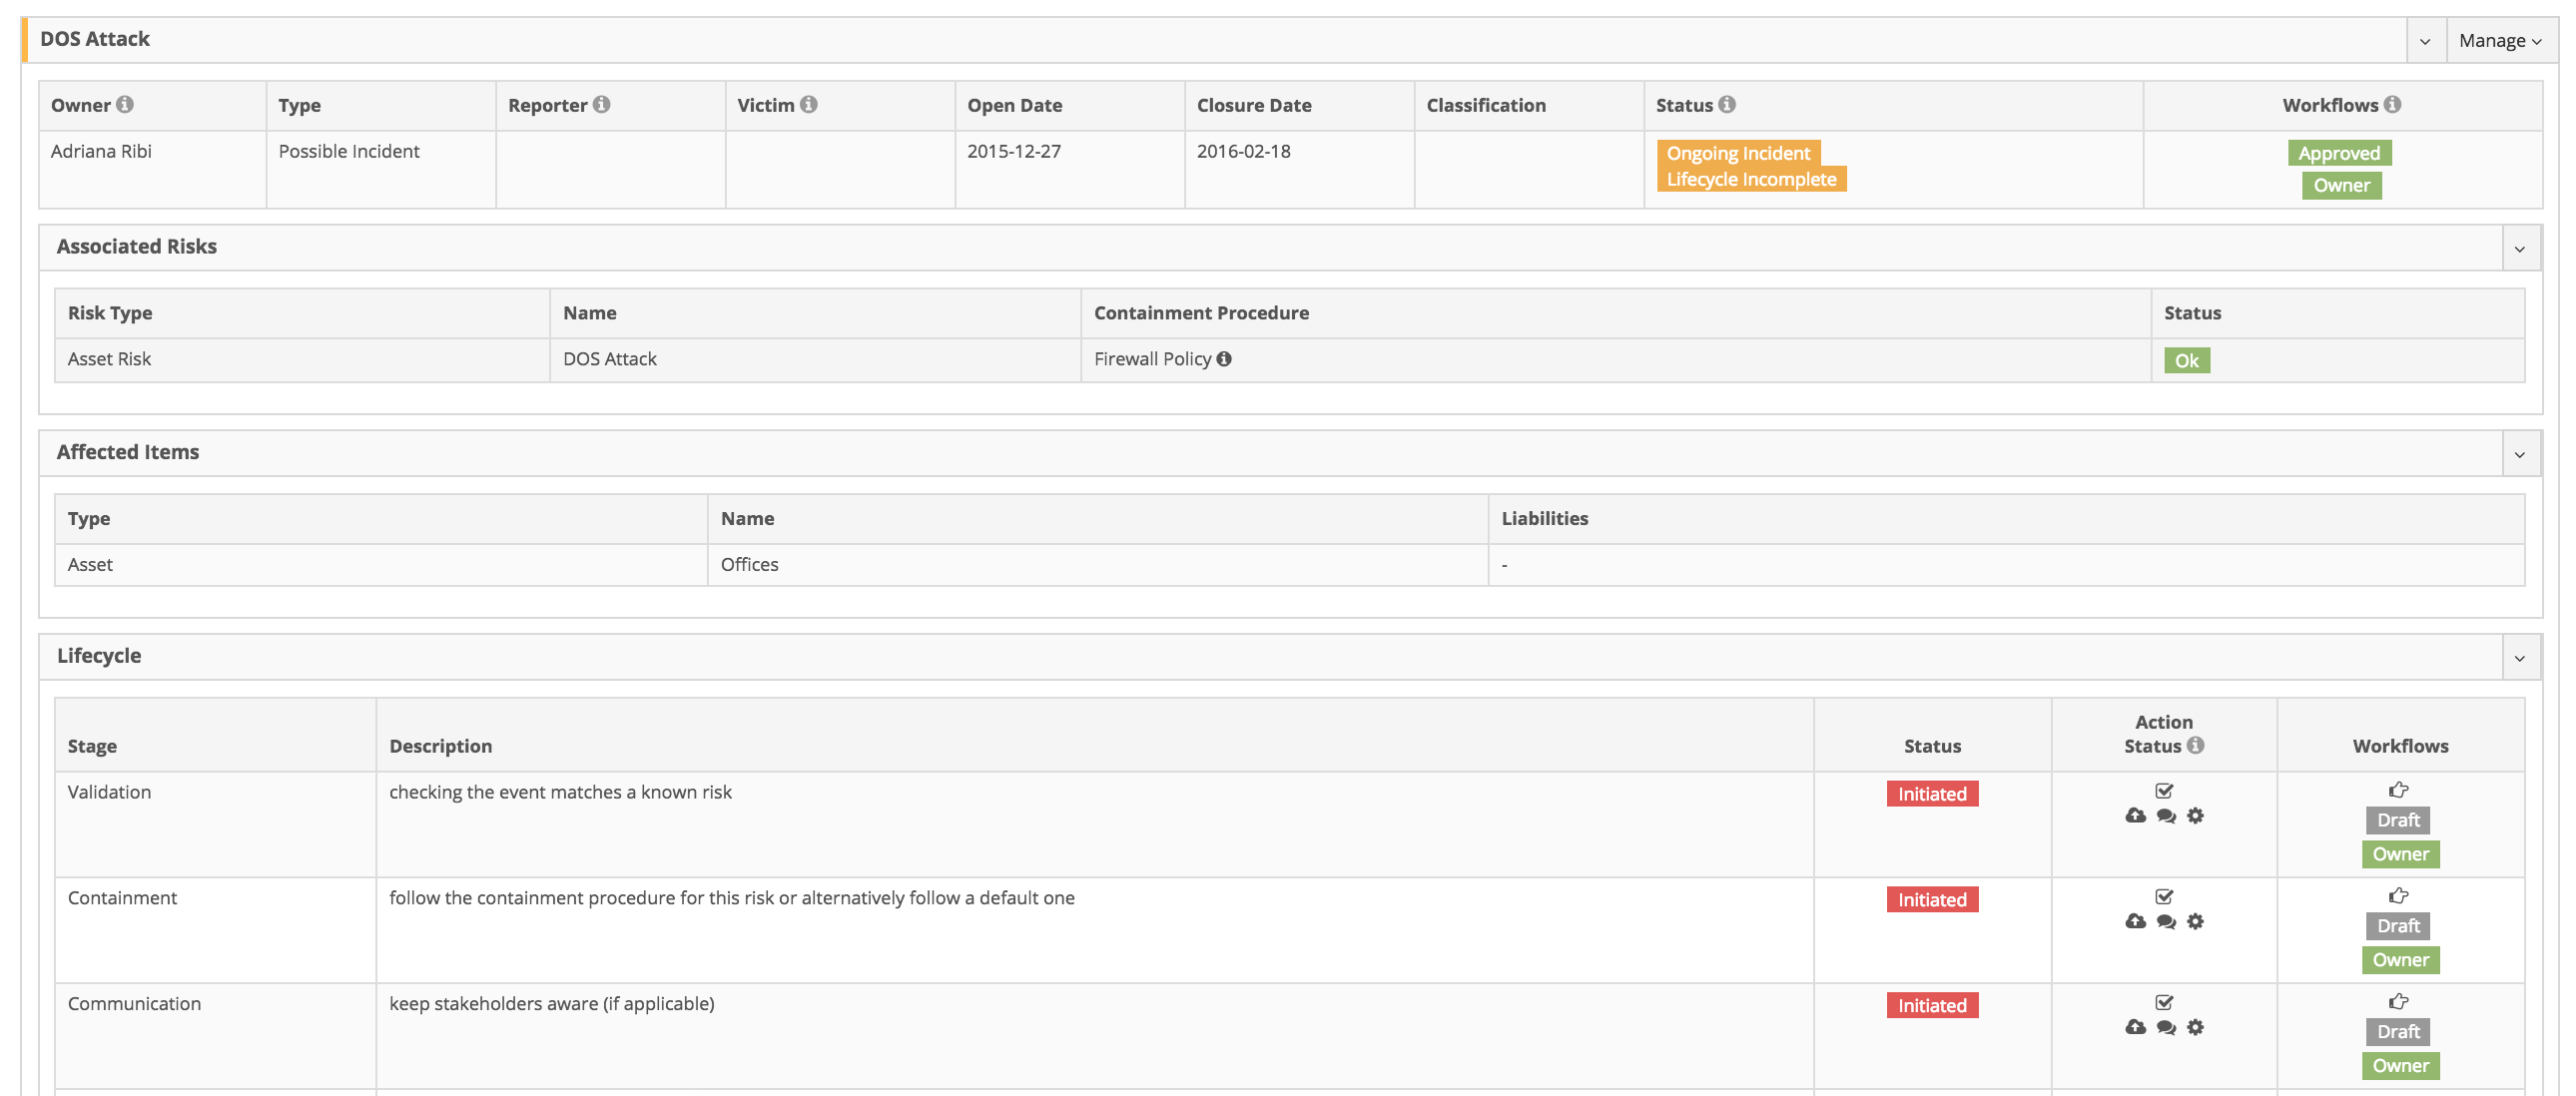 DOS Attack
Manage
Owner Type Reporter Victim Open Date Closure Date Classification Status Workflows
Adriana Ribi Possible Incident 2015-12-27 2016-02-18 Ongoing Incident Approved
Lifecycle Incomplete Owner
Associated Risks
Risk Type Name Containment Procedure Status
Asset Risk DOS Attack Firewall Policy Ok
Affected Items
Type Name Liabilities
Asset Offices -
Lifecycle
Stage Description Status Action Status Workflows
Validation checking the event matches a known risk Initiated
Draft
Owner
Containment follow the containment procedure for this risk or alternatively follow a default one Initiated
Draft
Owner
Communication keep stakeholders aware (if applicable) Initiated
Draft
Owner